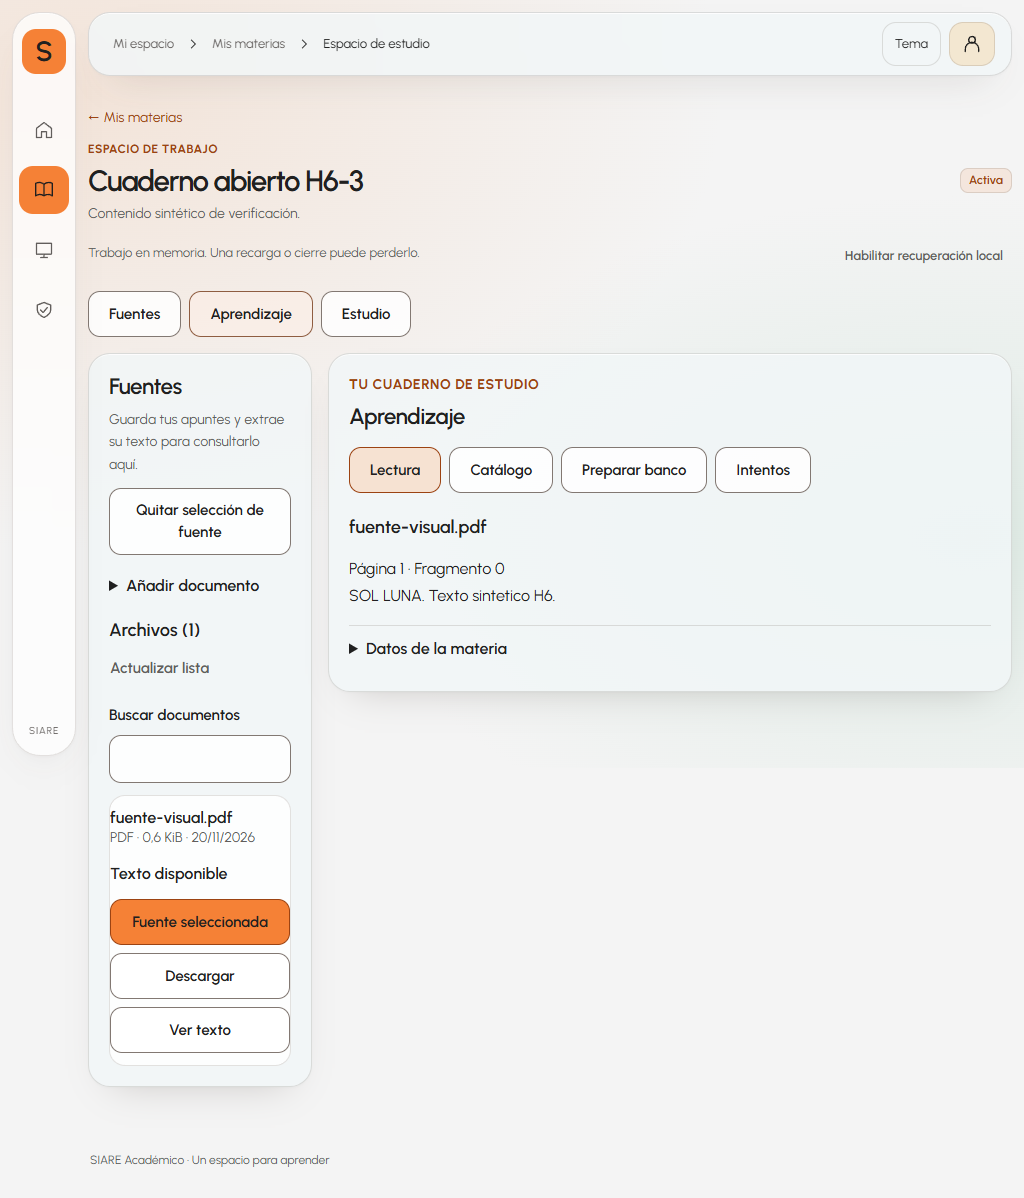 S
Mi espacio > Mis materias > Espacio de estudio
Tema
← Mis materias
ESPACIO DE TRABAJO
Cuaderno abierto H6-3
Activa
Contenido sintético de verificación.
Trabajo en memoria. Una recarga o cierre puede perderlo.
Habilitar recuperación local
Fuentes
Aprendizaje
Estudio
Fuentes
Guarda tus apuntes y extrae
su texto para consultarlo
aquí.
Quitar selección de
fuente
▶ Añadir documento
Archivos (1)
Actualizar lista
Buscar documentos
fuente-visual.pdf
PDF · 0,6 KiB · 20/11/2026
Texto disponible
Fuente seleccionada
Descargar
Ver texto
TU CUADERNO DE ESTUDIO
Aprendizaje
Lectura
Catálogo
Preparar banco
Intentos
fuente-visual.pdf
Página 1 · Fragmento 0
SOL LUNA. Texto sintetico H6.
▶ Datos de la materia
SIARE
SIARE Académico · Un espacio para aprender